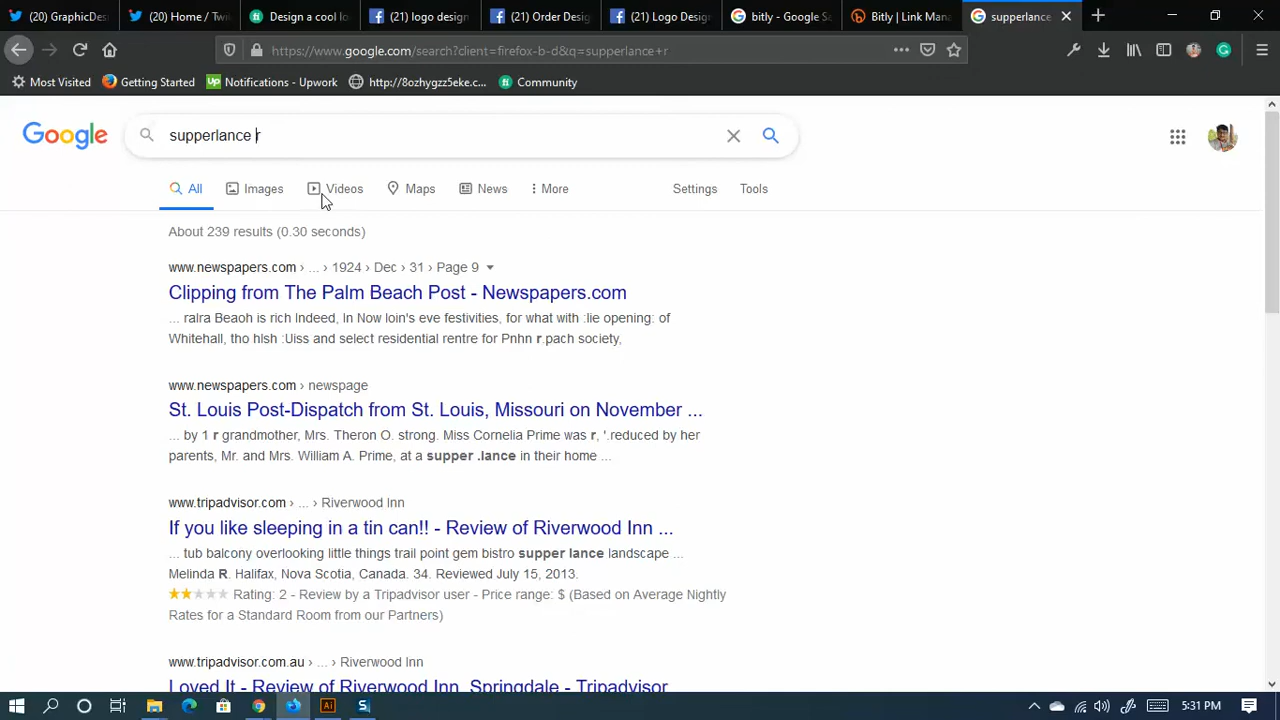 (20) GraphicDes
(20) Home / Twi
Design a cool lo
(21) logo design
(21) Order Desi
(21) Logo Desig
bitly - Google Se
Bitly | Link Mana
supperlance
https://www.google.com/search?client=firefox-b-d&q=supperlance+r
Most Visited
Getting Started
Notifications - Upwork
http://8ozhygzz5eke.c...
Community
Google
supperlance r
All
Images
Videos
Maps
News
More
Settings
Tools
About 239 results (0.30 seconds)
www.newspapers.com › ... › 1924 › Dec › 31 › Page 9
Clipping from The Palm Beach Post - Newspapers.com
... ralra Beaoh is rich Indeed, In Now loin's eve festivities, for what with :lie opening: of
Whitehall, tho hlsh :Uiss and select residential rentre for Pnhn r.pach society,
www.newspapers.com › newspage
St. Louis Post-Dispatch from St. Louis, Missouri on November ...
... by 1 r grandmother, Mrs. Theron O. strong. Miss Cornelia Prime was r, '.reduced by her
parents, Mr. and Mrs. William A. Prime, at a supper .lance in their home ...
www.tripadvisor.com › ... › Riverwood Inn
If you like sleeping in a tin can!! - Review of Riverwood Inn ...
... tub balcony overlooking little things trail point gem bistro supper lance landscape ...
Melinda R. Halifax, Nova Scotia, Canada. 34. Reviewed July 15, 2013.
Rating: 2 - Review by a Tripadvisor user - Price range: $ (Based on Average Nightly
Rates for a Standard Room from our Partners)
www.tripadvisor.com.au › ... › Riverwood Inn
Loved It - Review of Riverwood Inn, Springdale - Tripadvisor
5:31 PM